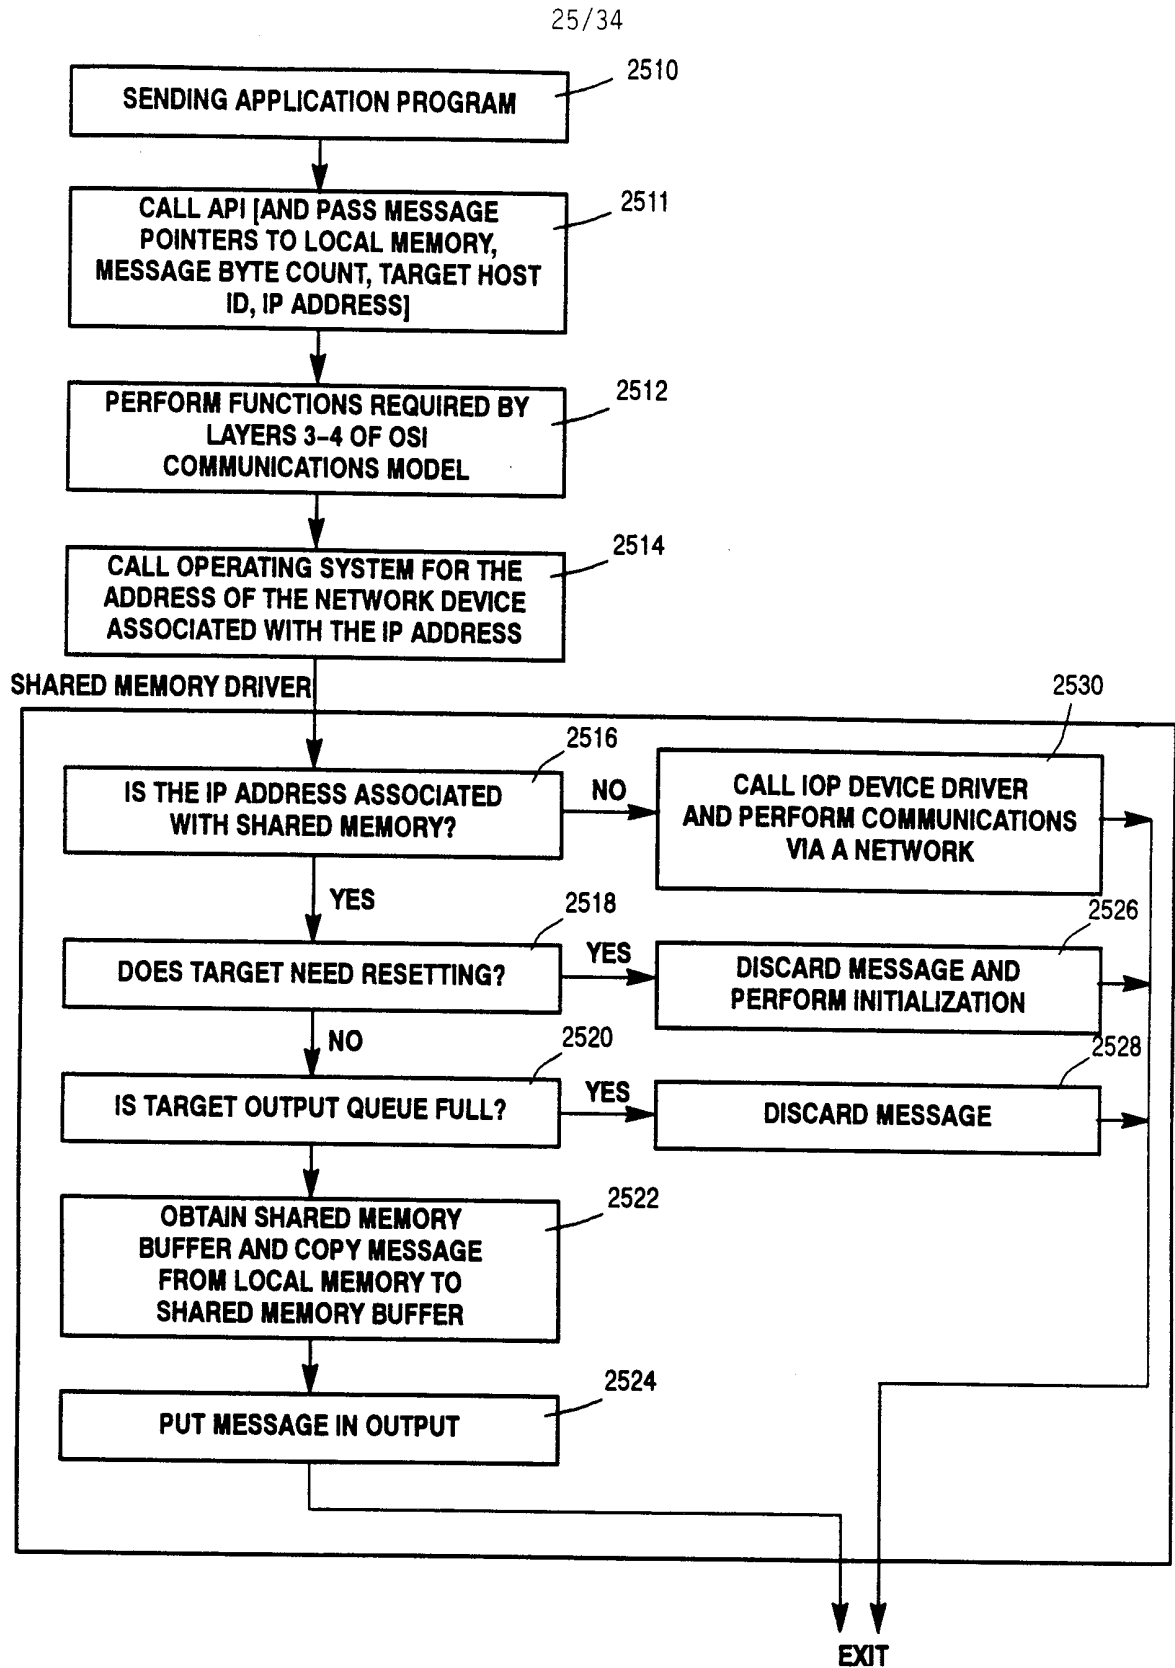 25/34
2510
SENDING APPLICATION PROGRAM
2511
CALL API [AND PASS MESSAGE
POINTERS TO LOCAL MEMORY,
MESSAGE BYTE COUNT, TARGET HOST
ID, IP ADDRESS]
2512
PERFORM FUNCTIONS REQUIRED BY
LAYERS 3-4 OF OSI
COMMUNICATIONS MODEL
2514
CALL OPERATING SYSTEM FOR THE
ADDRESS OF THE NETWORK DEVICE
ASSOCIATED WITH THE IP ADDRESS
SHARED MEMORY DRIVER
2516
IS THE IP ADDRESS ASSOCIATED
WITH SHARED MEMORY?
NO
2530
CALL IOP DEVICE DRIVER
AND PERFORM COMMUNICATIONS
VIA A NETWORK
YES
2518
DOES TARGET NEED RESETTING?
YES
2526
DISCARD MESSAGE AND
PERFORM INITIALIZATION
NO
2520
IS TARGET OUTPUT QUEUE FULL?
YES
2528
DISCARD MESSAGE
2522
OBTAIN SHARED MEMORY
BUFFER AND COPY MESSAGE
FROM LOCAL MEMORY TO
SHARED MEMORY BUFFER
2524
PUT MESSAGE IN OUTPUT
EXIT